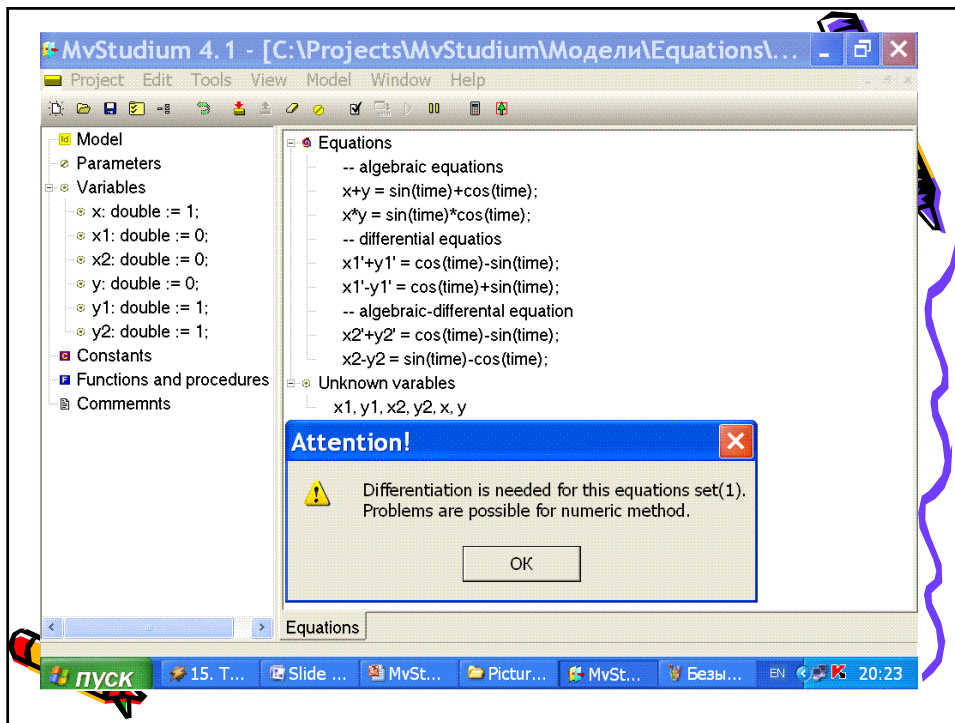 MvStudium 4.1 - [C:\Projects\MvStudium\Модели\Equations\...
Project Edit Tools View Model Window Help
Model
Parameters
Variables
x: double := 1;
x1: double := 0;
x2: double := 0;
y: double := 0;
y1: double := 1;
y2: double := 1;
Constants
Functions and procedures
Commemnts
Equations
-- algebraic equations
x+y = sin(time)+cos(time);
x*y = sin(time)*cos(time);
-- differential equatios
x1'+y1' = cos(time)-sin(time);
x1'-y1' = cos(time)+sin(time);
-- algebraic-differental equation
x2'+y2' = cos(time)-sin(time);
x2-y2 = sin(time)-cos(time);
Unknown varables
x1, y1, x2, y2, x, y
Attention!
Differentiation is needed for this equations set(1).
Problems are possible for numeric method.
OK
Equations
пуск 15. T... Slide ... MvSt... Pictur... MvSt... Безы... EN 20:23